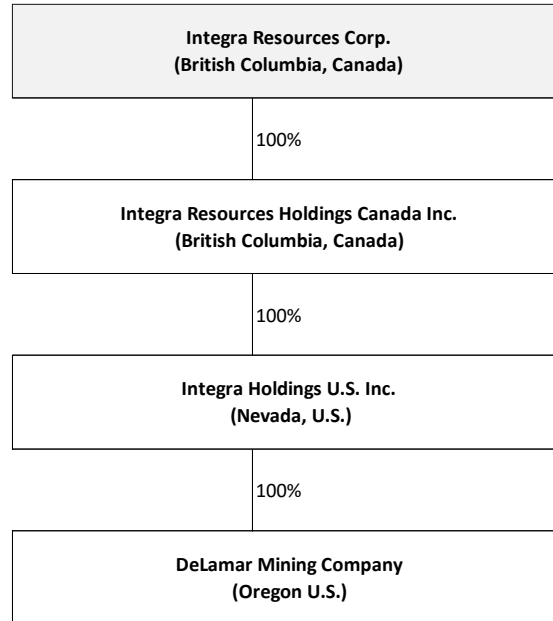 Integra Resources Corp.
(British Columbia, Canada)
100%
Integra Resources Holdings Canada Inc.
(British Columbia, Canada)
100%
Integra Holdings U.S. Inc.
(Nevada, U.S.)
100%
DeLamar Mining Company
(Oregon U.S.)